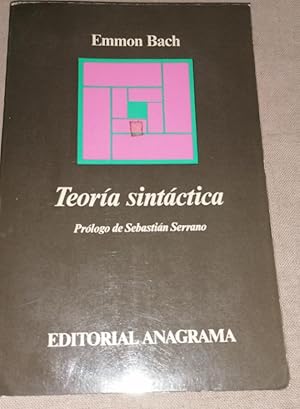 Emmon Bach
Teoría sintáctica
Prólogo de Sebastián Serrano
EDITORIAL ANAGRAMA